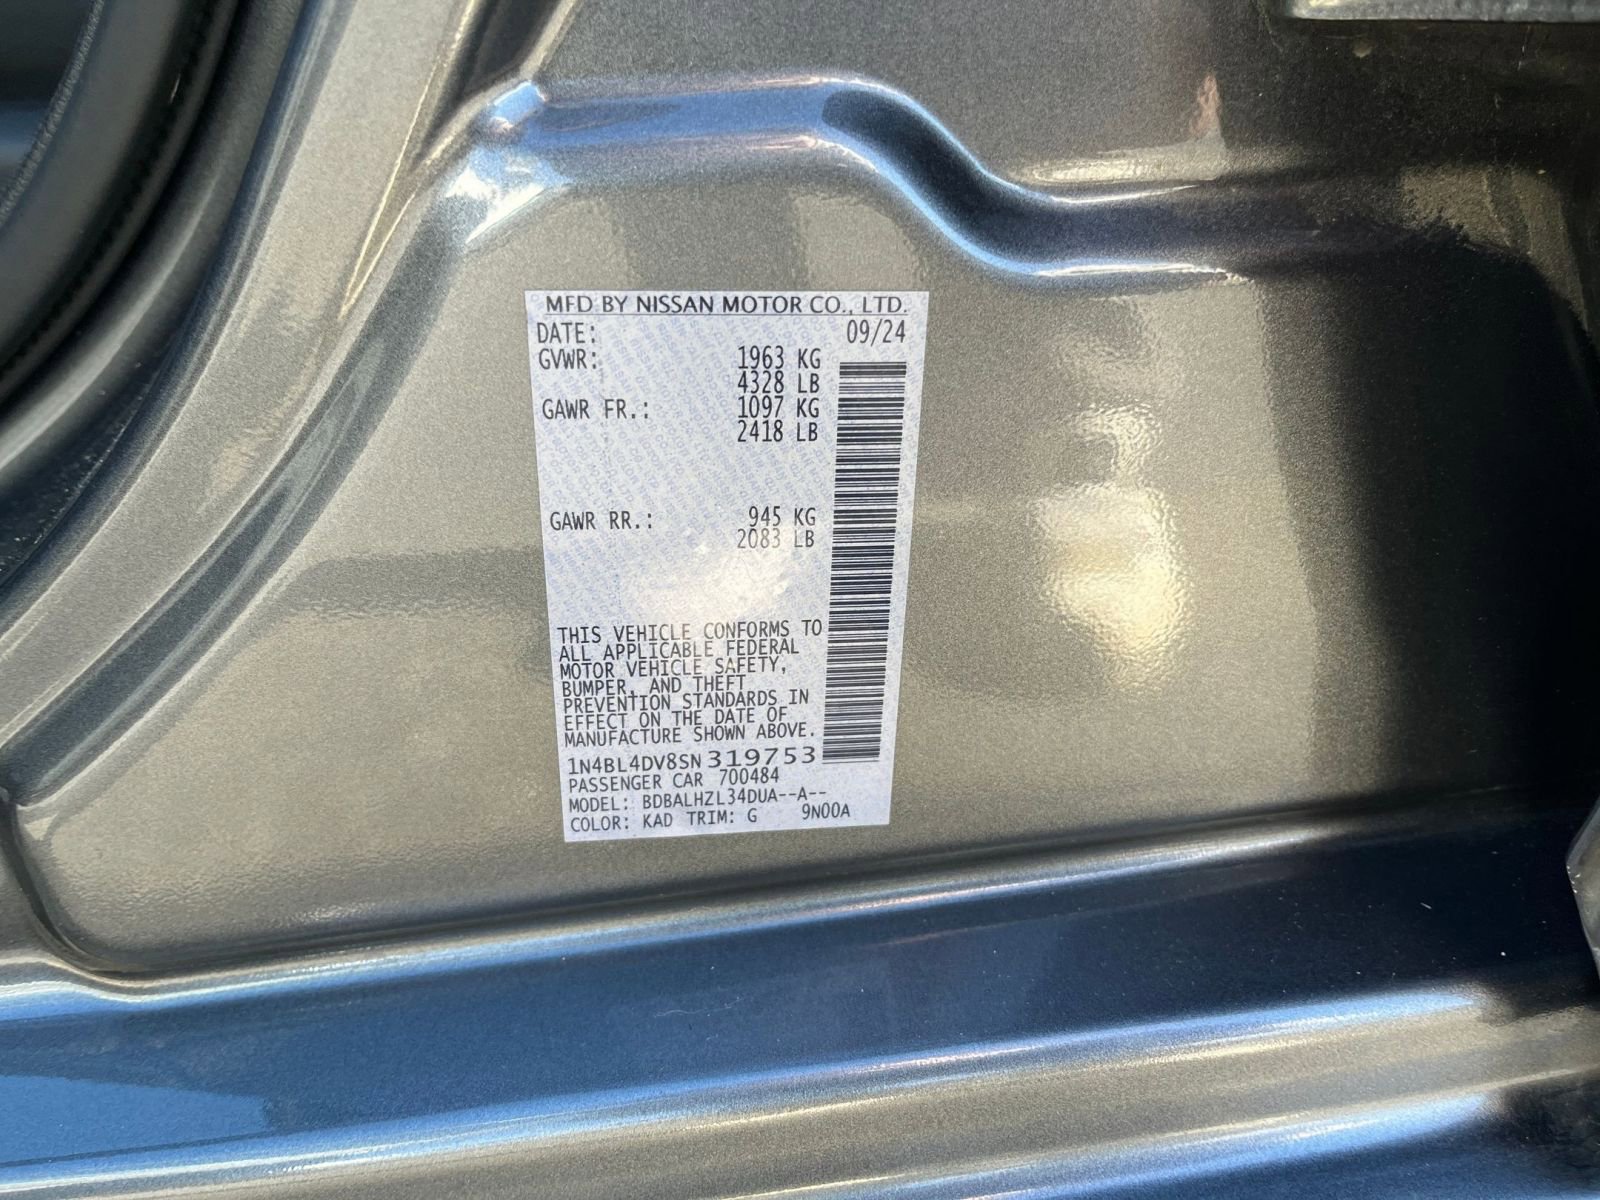 MFD BY NISSAN MOTOR CO., LTD.
DATE: 09/24
GVWR: 1963 KG
4328 LB
GAWR FR.: 1097 KG
2418 LB
GAWR RR.: 945 KG
2083 LB
THIS VEHICLE CONFORMS TO
ALL APPLICABLE FEDERAL
MOTOR VEHICLE SAFETY,
BUMPER, AND THEFT
PREVENTION STANDARDS IN
EFFECT ON THE DATE OF
MANUFACTURE SHOWN ABOVE.
1N4BL4DV8SN319753
PASSENGER CAR 700484
MODEL: BDBALHZL34DUA--A--
COLOR: KAD TRIM: G 9N00A